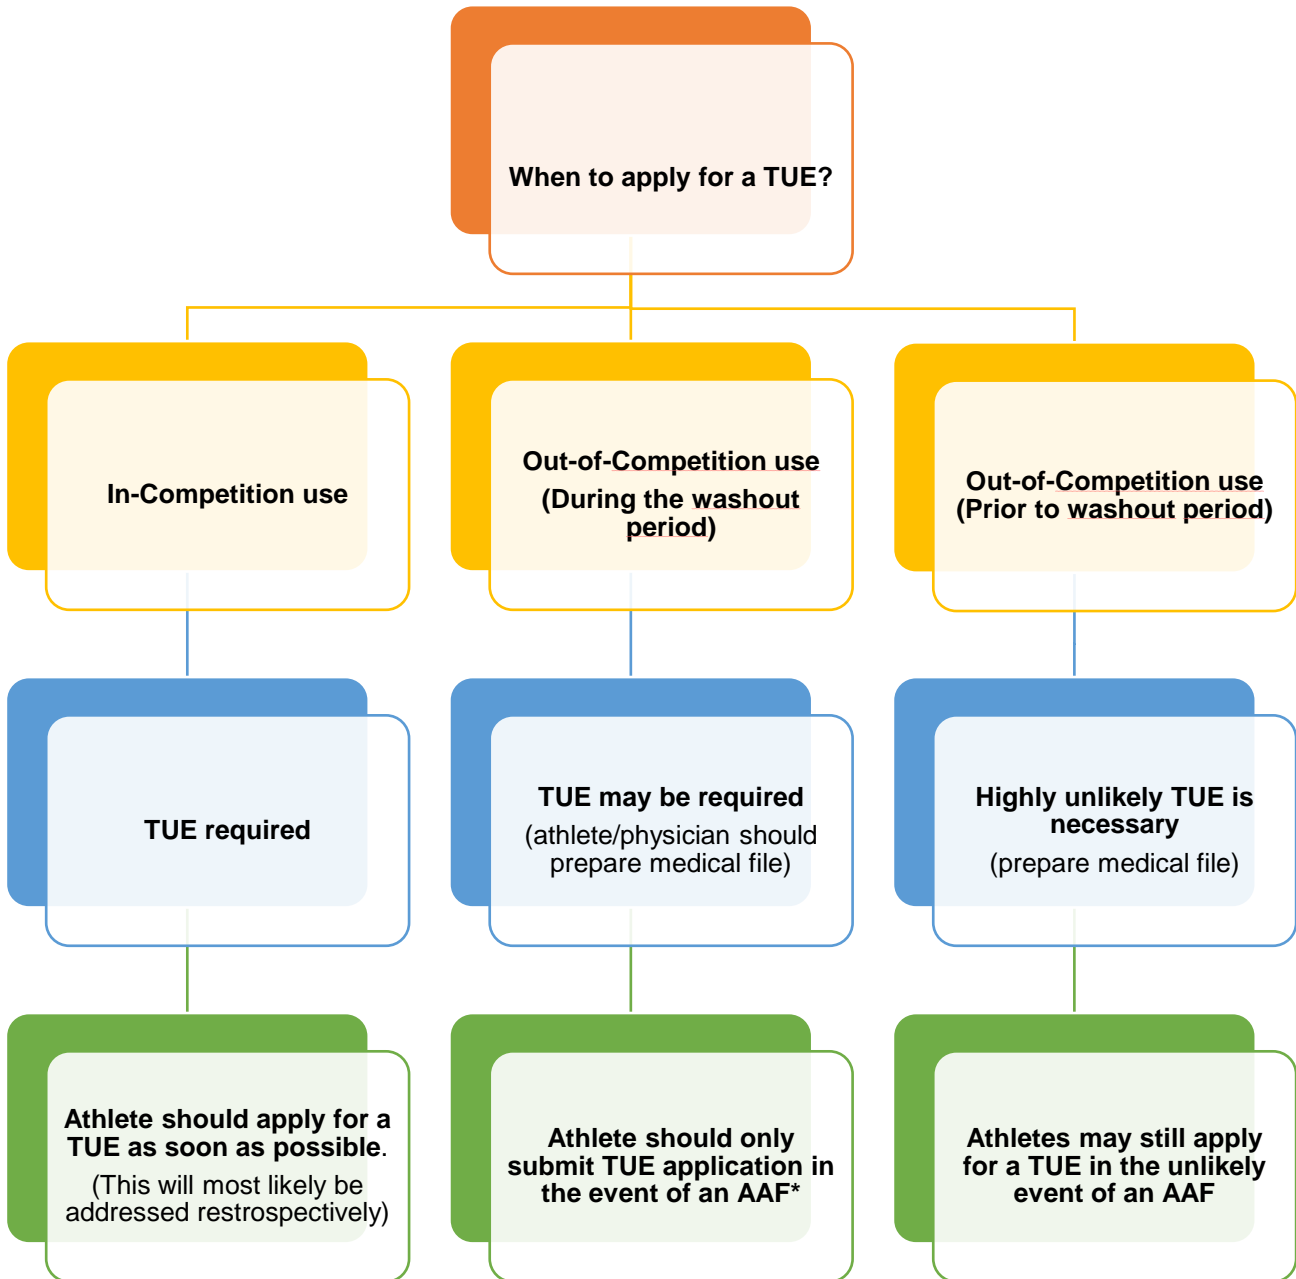 When to apply for a TUE?
In-Competition use
Out-of-Competition use
(During the washout
period)
Out-of-Competition use
(Prior to washout period)
TUE required
TUE may be required
(athlete/physician should
prepare medical file)
Highly unlikely TUE is
necessary
(prepare medical file)
Athlete should apply for a
TUE as soon as possible.
(This will most likely be
addressed restrospectively)
Athlete should only
submit TUE application in
the event of an AAF*
Athletes may still apply
for a TUE in the unlikely
event of an AAF